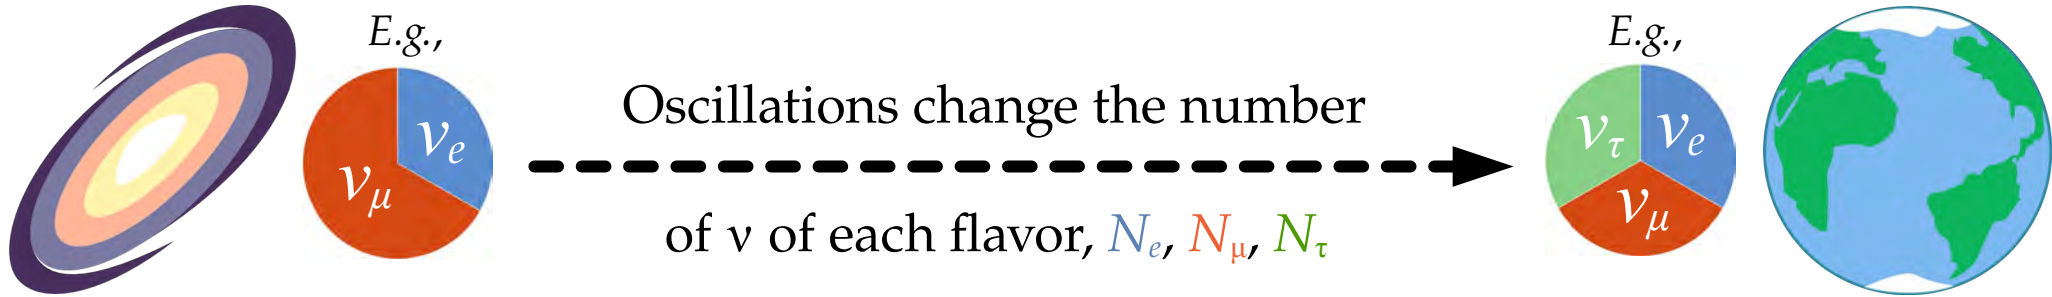 E.g.,
νe
νμ
Oscillations change the number
of ν of each flavor, Ne, Nμ, Nτ
E.g.,
ντ
νe
νμ